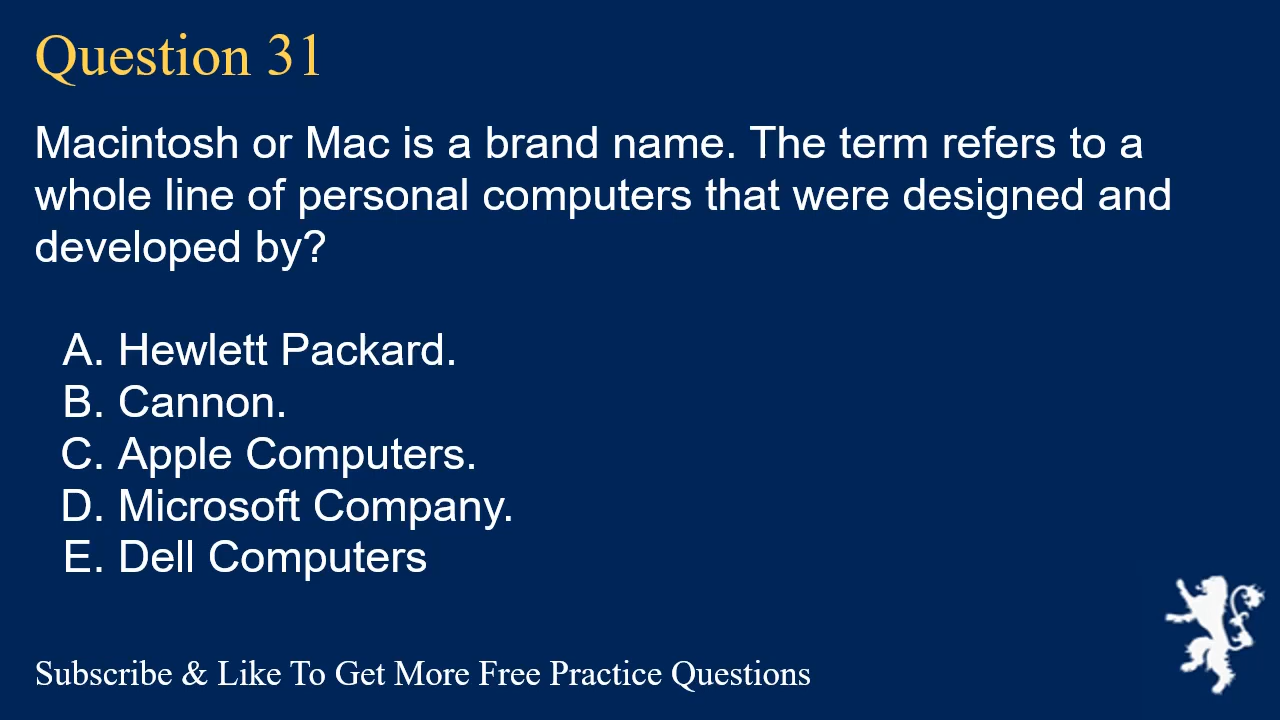 Question 31
Macintosh or Mac is a brand name. The term refers to a
whole line of personal computers that were designed and
developed by?
A. Hewlett Packard.
B. Cannon.
C. Apple Computers.
D. Microsoft Company.
E. Dell Computers
Subscribe & Like To Get More Free Practice Questions